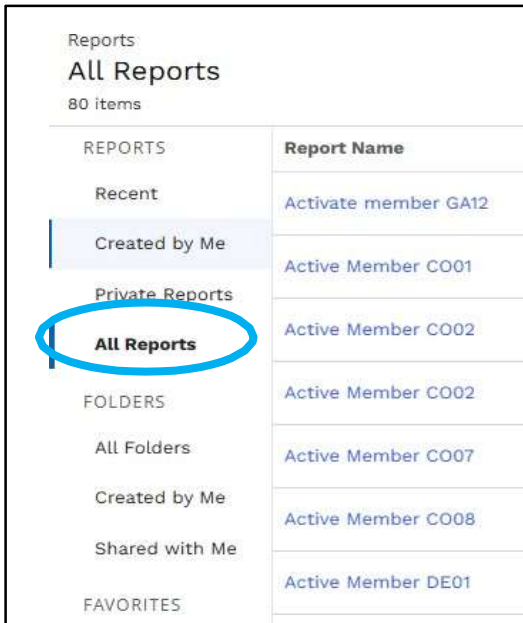 Reports
All Reports
80 items
REPORTS
Recent
Created by Me
Private Reports
All Reports
FOLDERS
All Folders
Created by Me
Shared with Me
FAVORITES
Report Name
Activate member GA12
Active Member CO01
Active Member CO02
Active Member CO02
Active Member CO07
Active Member CO08
Active Member DE01